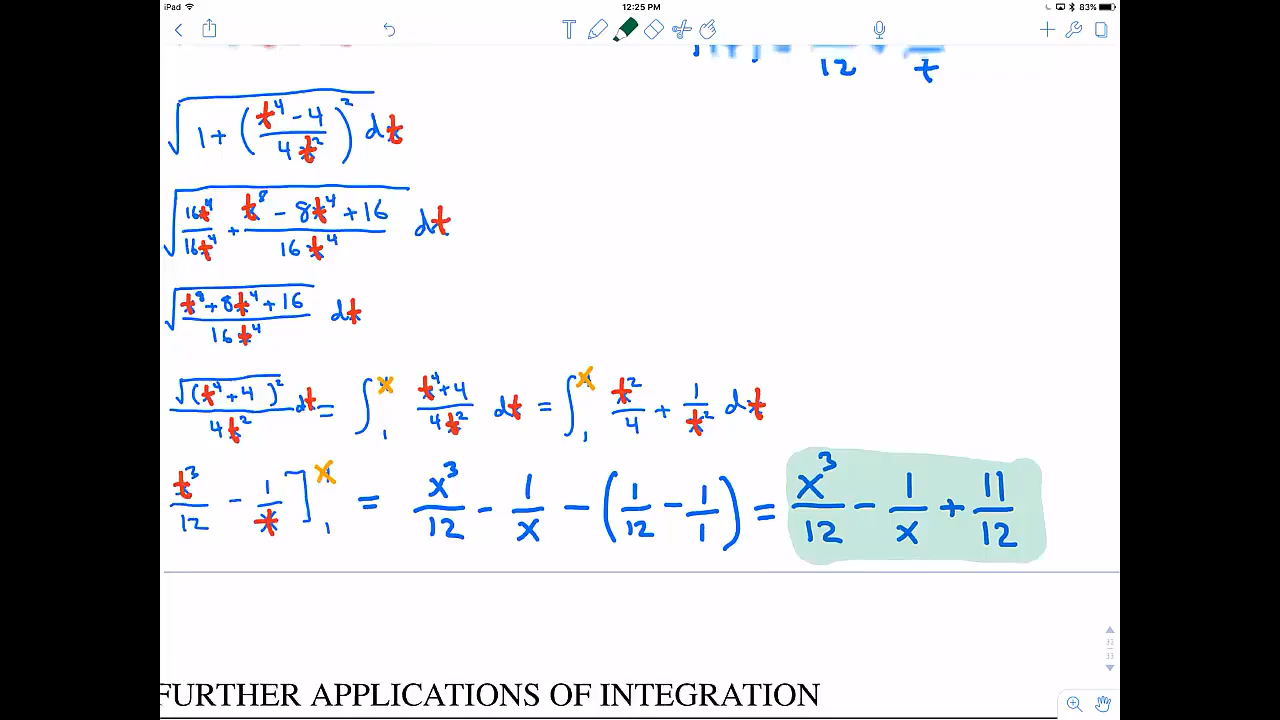 iPad 12:25 PM 83%
12 t
√(1 + ((t⁴ - 4)/(4t²))²) dt
√(16t⁴/16t⁴ + (t⁸ - 8t⁴ + 16)/(16t⁴)) dt
√((t⁸ + 8t⁴ + 16)/(16t⁴)) dt
√((t⁴ + 4)²)/(4t²) dt = ∫₁ˣ (t⁴ + 4)/(4t²) dt = ∫₁ˣ t²/4 + 1/t² dt
t³/12 - 1/t ]₁ˣ = x³/12 - 1/x - (1/12 - 1/1) = x³/12 - 1/x + 11/12
32
33
FURTHER APPLICATIONS OF INTEGRATION